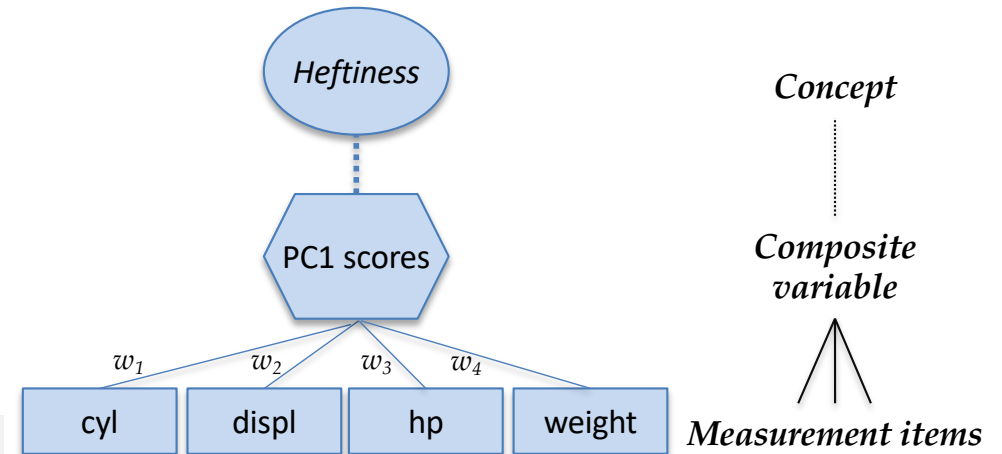 Heftiness
Concept
PC1 scores
Composite
variable
w1 w2 w3 w4
cyl displ hp weight
Measurement items